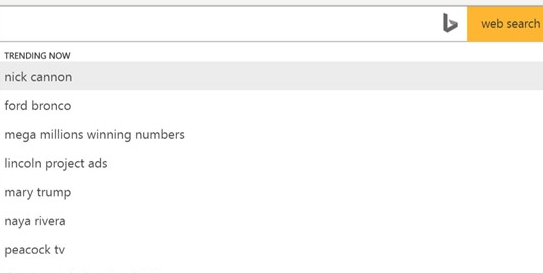 web search
TRENDING NOW
nick cannon
ford bronco
mega millions winning numbers
lincoln project ads
mary trump
naya rivera
peacock tv